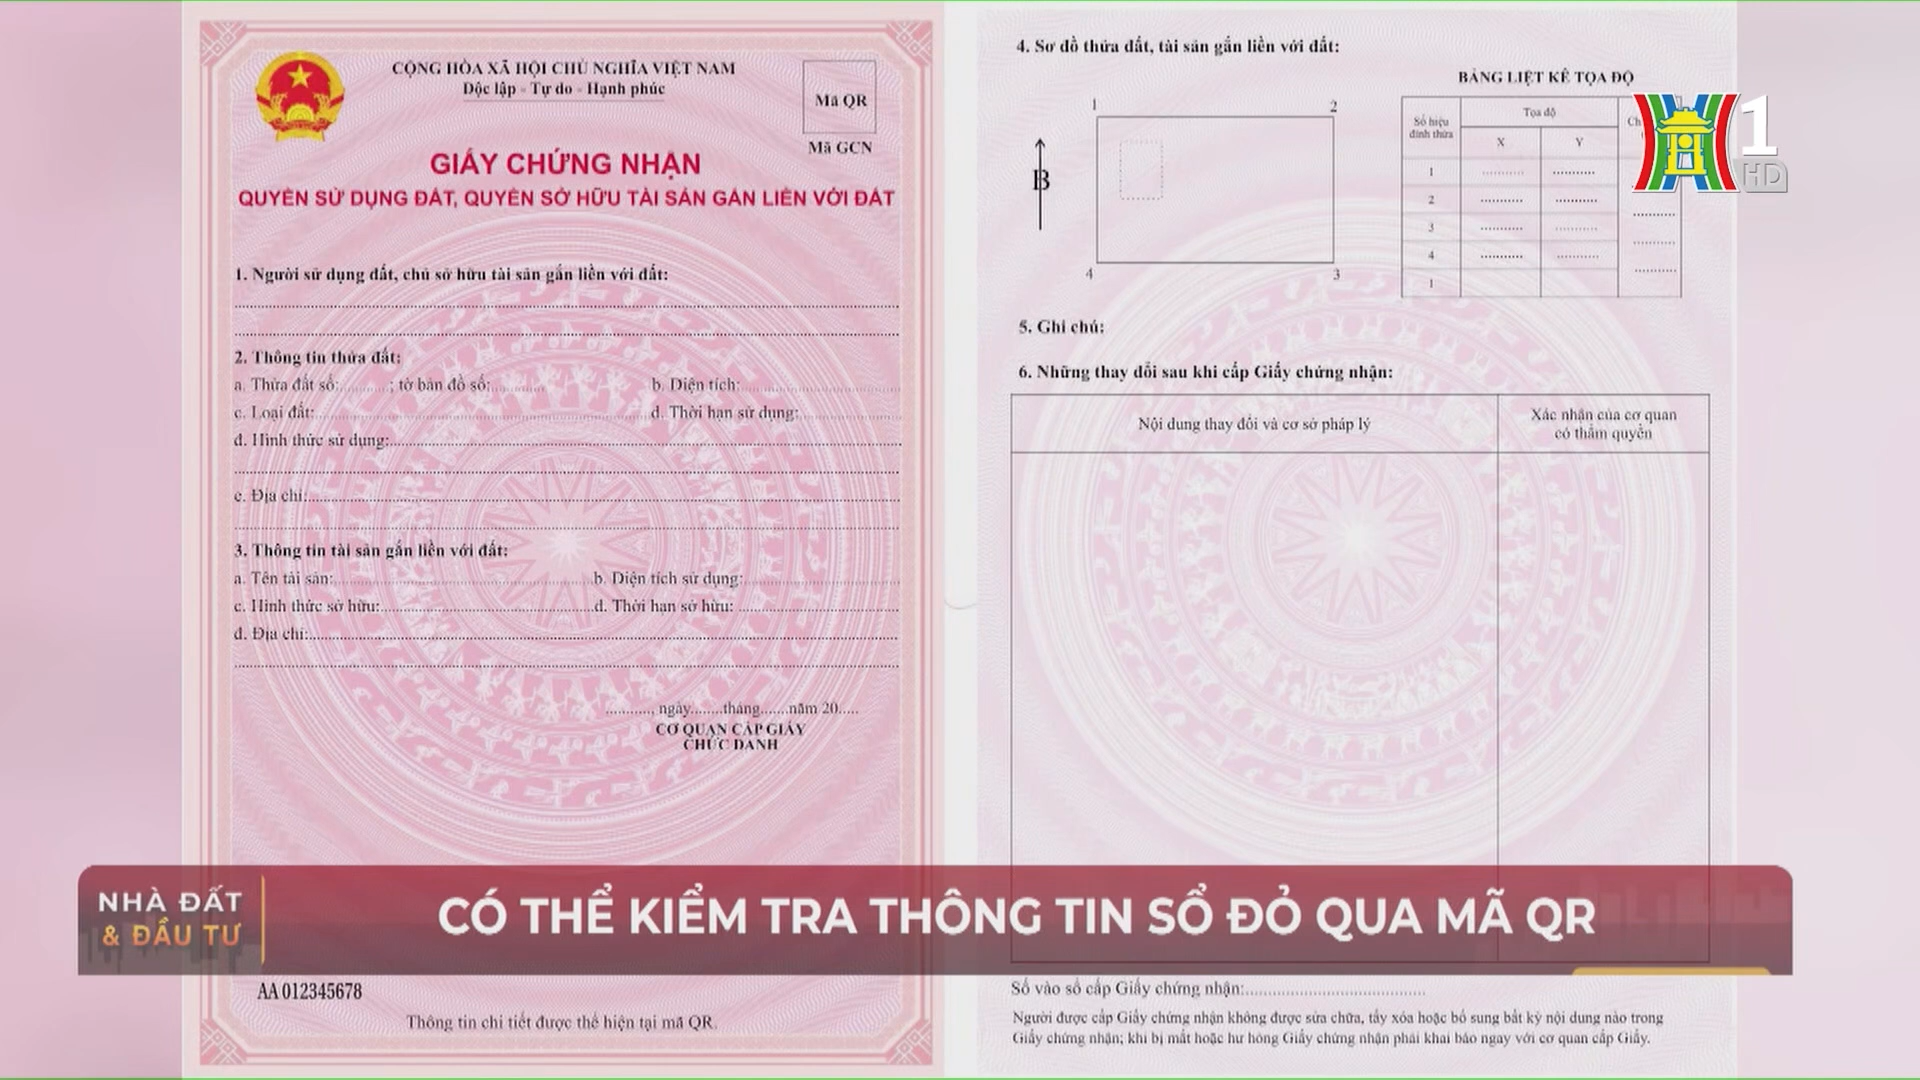 CỘNG HÒA XÃ HỘI CHỦ NGHĨA VIỆT NAM
Độc lập - Tự do - Hạnh phúc
Mã QR
Mã GCN
GIẤY CHỨNG NHẬN
QUYỀN SỬ DỤNG ĐẤT, QUYỀN SỞ HỮU TÀI SẢN GẮN LIỀN VỚI ĐẤT
1. Người sử dụng đất, chủ sở hữu tài sản gắn liền với đất:
2. Thông tin thửa đất:
a. Thửa đất số:..........; tờ bản đồ số:.......... b. Diện tích:
c. Loại đất: d. Thời hạn sử dụng:
đ. Hình thức sử dụng:
e. Địa chỉ:
3. Thông tin tài sản gắn liền với đất:
a. Tên tài sản: b. Diện tích sử dụng:
c. Hình thức sở hữu: d. Thời hạn sở hữu:
đ. Địa chỉ:
.........., ngày.......tháng.......năm 20.....
CƠ QUAN CẤP GIẤY
CHỨC DANH
AA 012345678
Thông tin chi tiết được thể hiện tại mã QR.
4. Sơ đồ thửa đất, tài sản gắn liền với đất:
B
1
2
4
3
BẢNG LIỆT KÊ TỌA ĐỘ
Số hiệu đỉnh thửa
Tọa độ
X Y
1
2
3
4
1
5. Ghi chú:
6. Những thay đổi sau khi cấp Giấy chứng nhận:
Nội dung thay đổi và cơ sở pháp lý
Xác nhận của cơ quan
có thẩm quyền
Số vào sổ cấp Giấy chứng nhận:
Người được cấp Giấy chứng nhận không được sửa chữa, tẩy xóa hoặc bổ sung bất kỳ nội dung nào trong
Giấy chứng nhận; khi bị mất hoặc hư hỏng Giấy chứng nhận phải khai báo ngay với cơ quan cấp Giấy.
1
HD
NHÀ ĐẤT
& ĐẦU TƯ
CÓ THỂ KIỂM TRA THÔNG TIN SỔ ĐỎ QUA MÃ QR